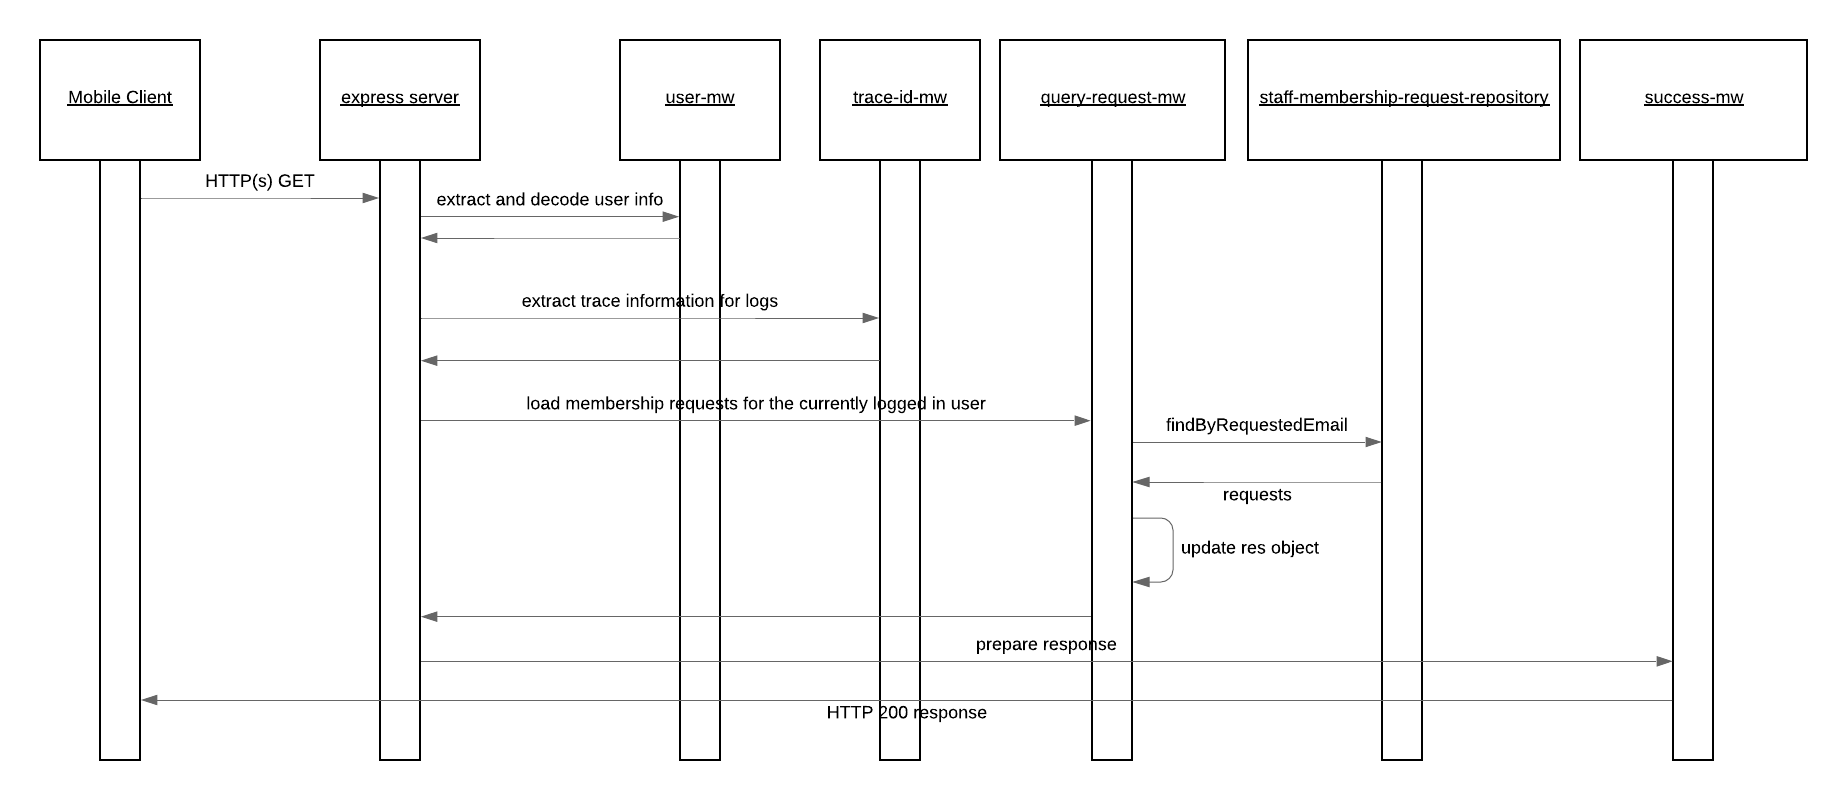 Mobile Client
express server
user-mw
trace-id-mw
query-request-mw
staff-membership-request-repository
success-mw
HTTP(s) GET
extract and decode user info
extract trace information for logs
load membership requests for the currently logged in user
findByRequestedEmail
requests
update res object
prepare response
HTTP 200 response